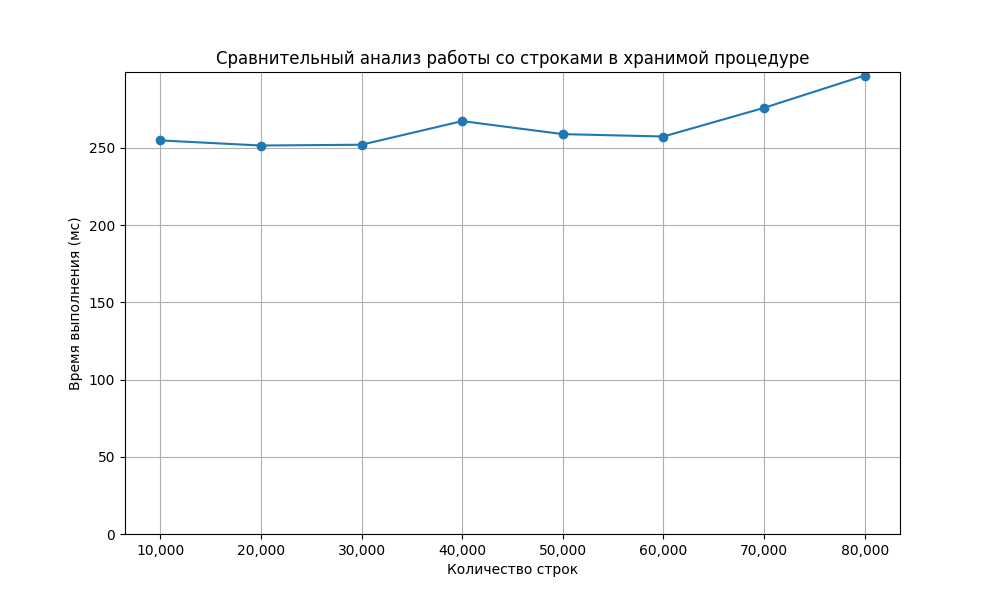 Сравнительный анализ работы со строками в хранимой процедуре
Время выполнения (мс)
250
200
150
100
50
0
10,000 20,000 30,000 40,000 50,000 60,000 70,000 80,000
Количество строк